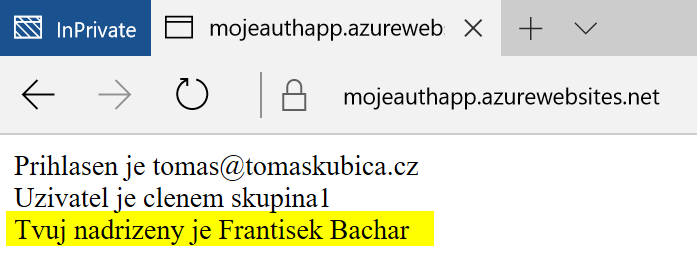 InPrivate
mojeauthapp.azureweb
mojeauthapp.azurewebsites.net
Prihlasen je tomas@tomaskubica.cz
Uzivatel je clenem skupina1
Tvuj nadrizeny je Frantisek Bachar